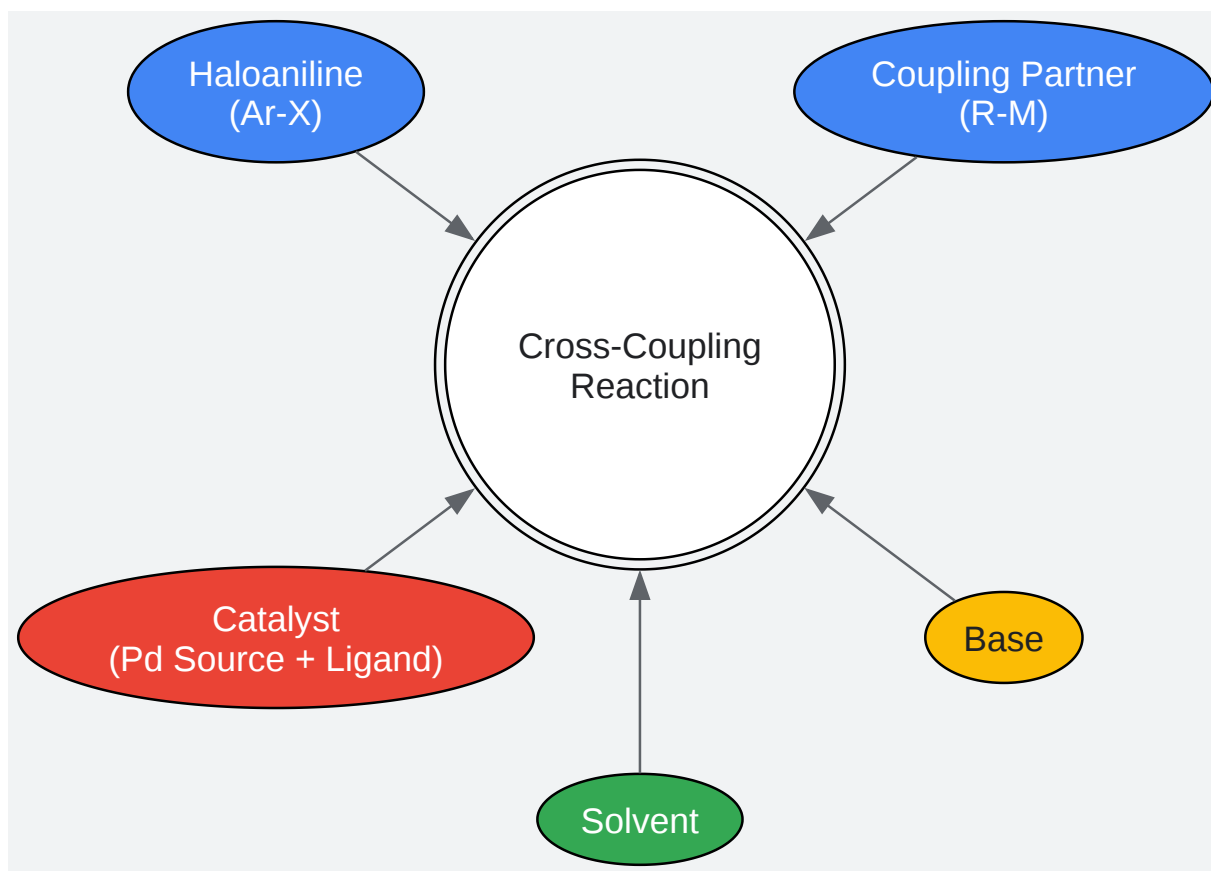 Haloaniline
(Ar-X)
Coupling Partner
(R-M)
Cross-Coupling
Reaction
Catalyst
(Pd Source + Ligand)
Base
Solvent